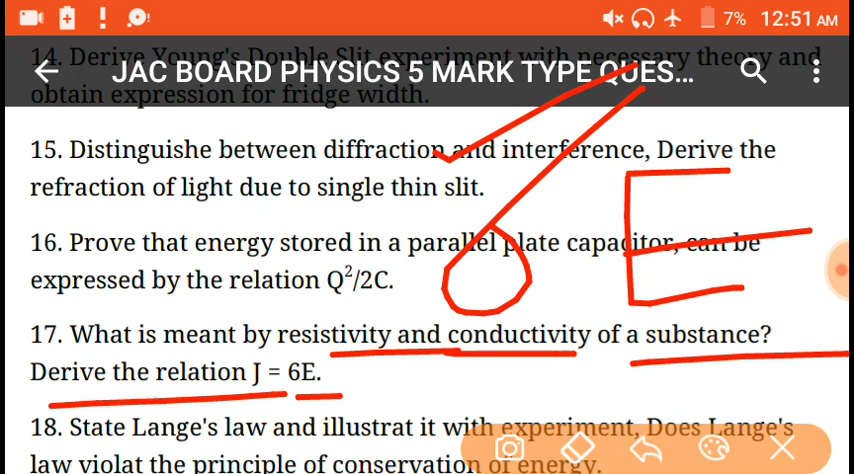 7% 12:51 AM
14. Derive Young's Double Slit experiment with necessary theory and
JAC BOARD PHYSICS 5 MARK TYPE QUES...
obtain expression for fridge width.
15. Distinguishe between diffraction and interference, Derive the
refraction of light due to single thin slit.
16. Prove that energy stored in a parallel plate capacitor, can be
expressed by the relation Q²/2C.
17. What is meant by resistivity and conductivity of a substance?
Derive the relation J = 6E.
6 E
18. State Lange's law and illustrat it with experiment, Does Lange's
law violat the principle of conservation of energy.